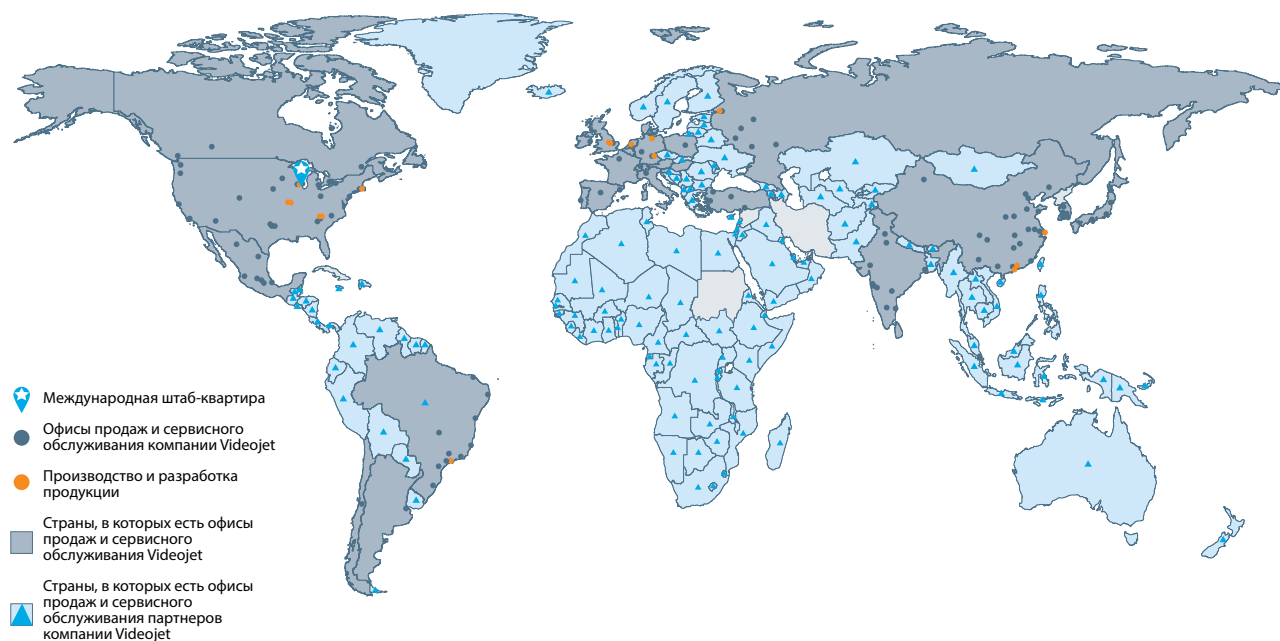 Международная штаб-квартира
Офисы продаж и сервисного
обслуживания компании Videojet
Производство и разработка
продукции
Страны, в которых есть офисы
продаж и сервисного
обслуживания Videojet
Страны, в которых есть офисы
продаж и сервисного
обслуживания партнеров
компании Videojet